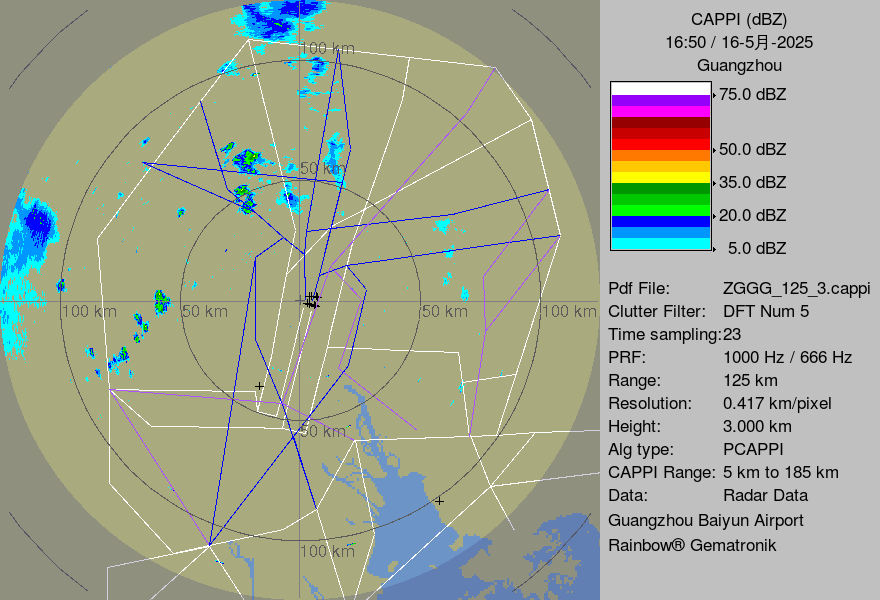 CAPPI (dBZ)
16:50 / 16-5月-2025
Guangzhou
75.0 dBZ
50.0 dBZ
35.0 dBZ
20.0 dBZ
5.0 dBZ
Pdf File: ZGGG_125_3.cappi
Clutter Filter: DFT Num 5
Time sampling:23
PRF: 1000 Hz / 666 Hz
Range: 125 km
Resolution: 0.417 km/pixel
Height: 3.000 km
Alg type: PCAPPI
CAPPI Range: 5 km to 185 km
Data: Radar Data
Guangzhou Baiyun Airport
Rainbow® Gematronik
100 km
50 km
100 km
50 km
50 km
100 km
50 km
100 km